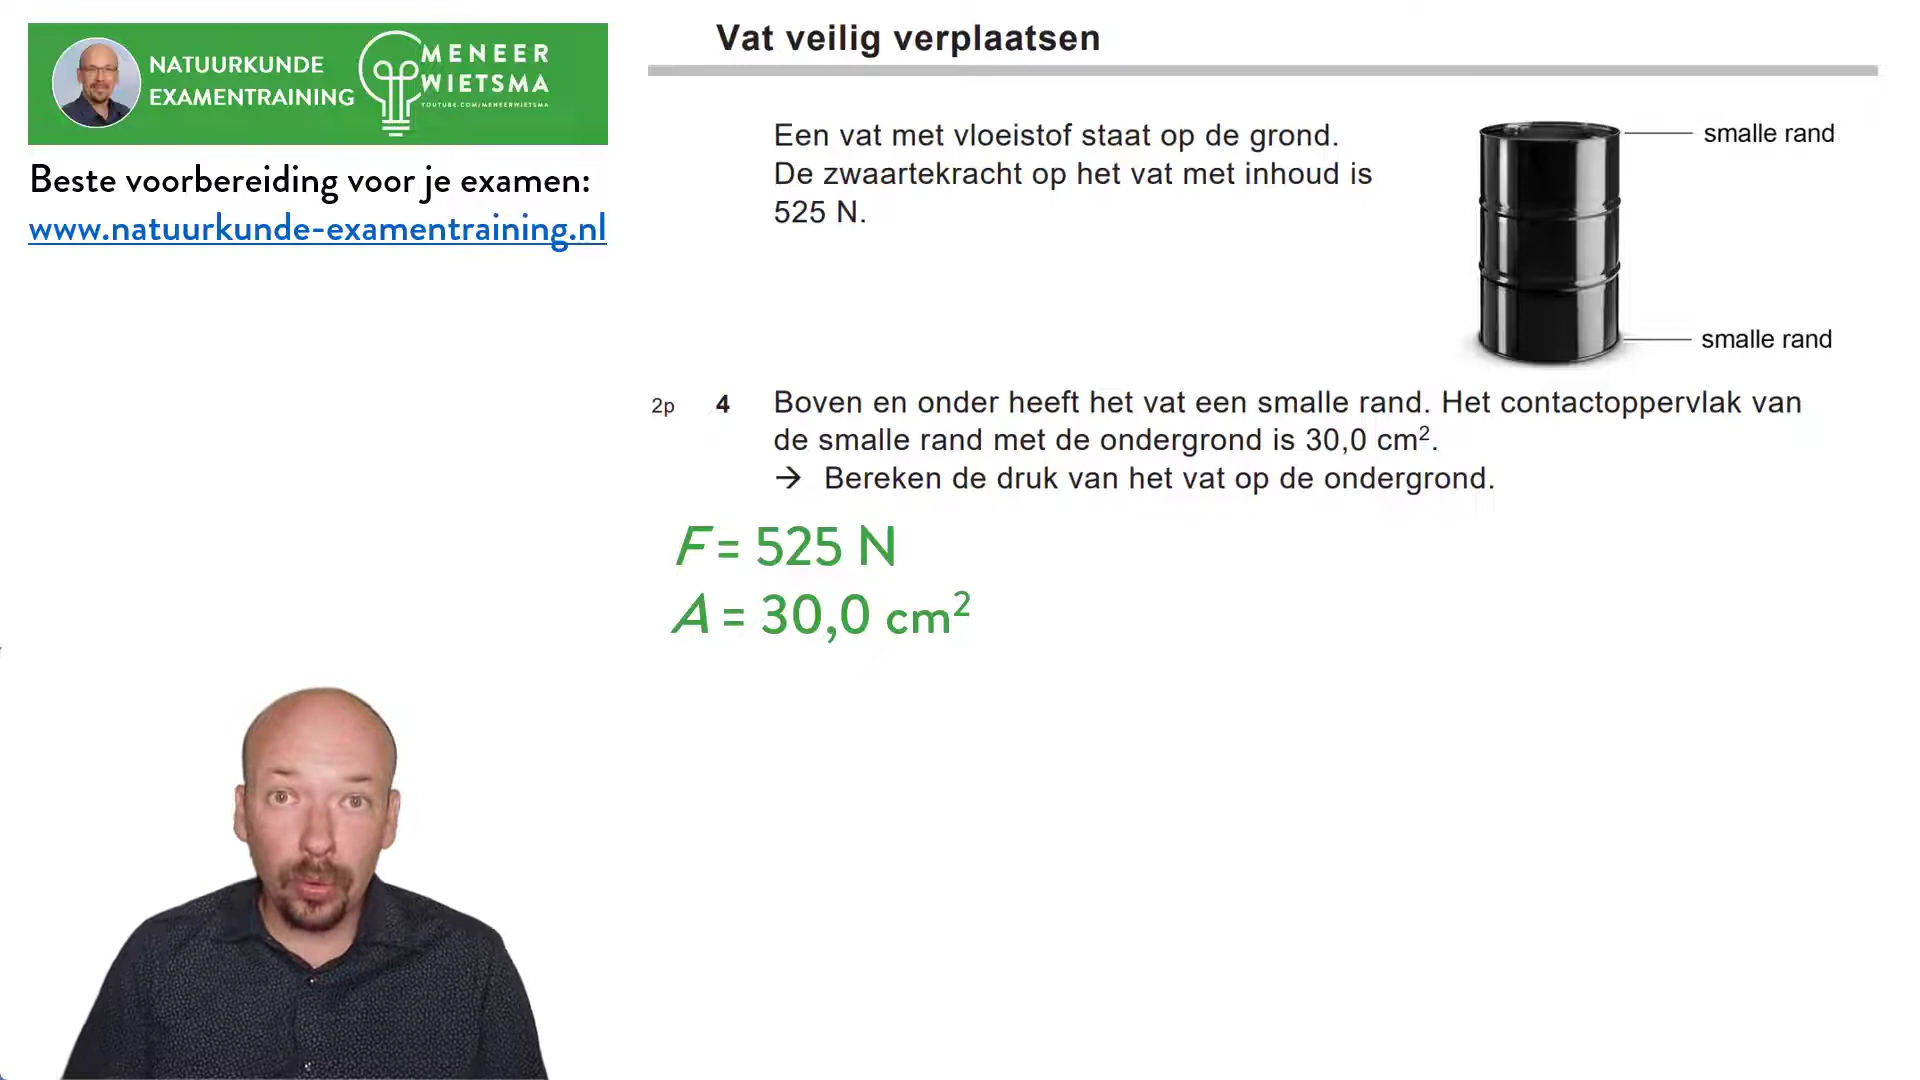 NATUURKUNDE
EXAMENTRAINING
MENEER
WIETSMA
YOUTUBE.COM/MENEERWIETSMA
Beste voorbereiding voor je examen:
www.natuurkunde-examentraining.nl
Vat veilig verplaatsen
Een vat met vloeistof staat op de grond.
De zwaartekracht op het vat met inhoud is
525 N.
smalle rand
smalle rand
2p 4 Boven en onder heeft het vat een smalle rand. Het contactoppervlak van
de smalle rand met de ondergrond is 30,0 cm².
→ Bereken de druk van het vat op de ondergrond.
F = 525 N
A = 30,0 cm²